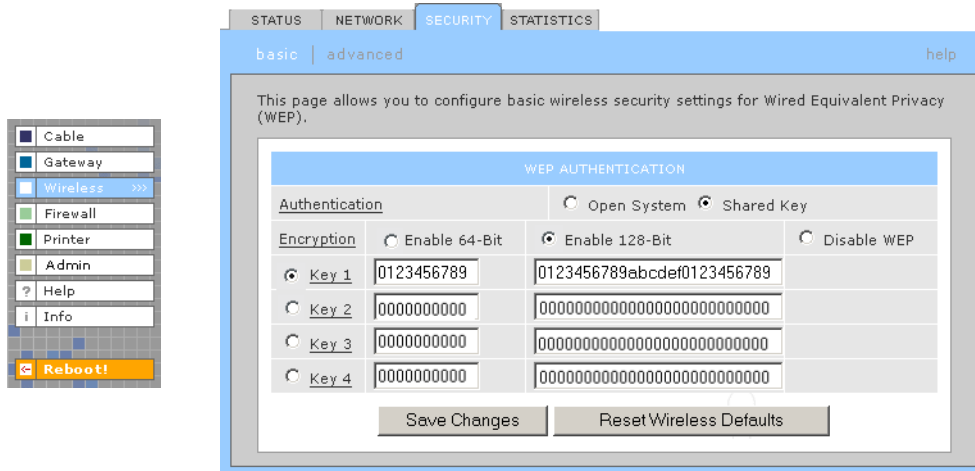 STATUS NETWORK SECURITY STATISTICS
basic | advanced help
This page allows you to configure basic wireless security settings for Wired Equivalent Privacy
(WEP).
Cable
Gateway
Wireless >>>
Firewall
Printer
Admin
? Help
i Info
Reboot!
WEP AUTHENTICATION
Authentication Open System Shared Key
Encryption Enable 64-Bit Enable 128-Bit Disable WEP
Key 1 0123456789 0123456789abcdef0123456789
Key 2 0000000000 00000000000000000000000000
Key 3 0000000000 00000000000000000000000000
Key 4 0000000000 00000000000000000000000000
Save Changes Reset Wireless Defaults